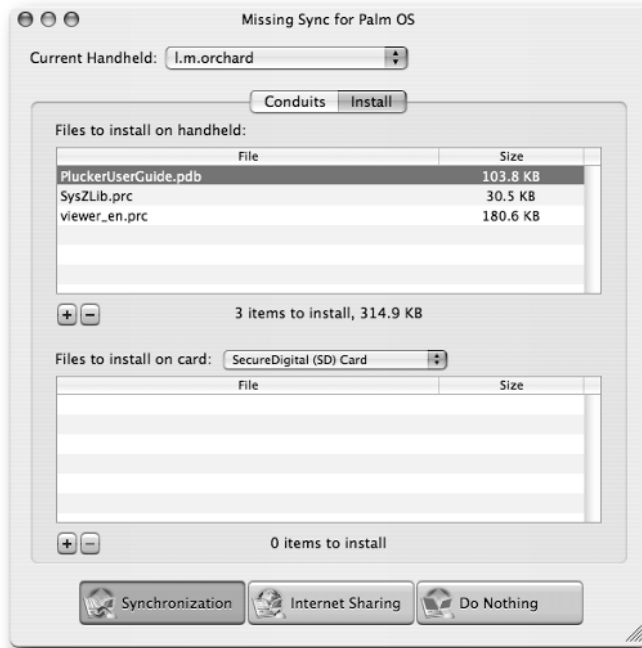 Missing Sync for Palm OS
Current Handheld: l.m.orchard
Conduits Install
Files to install on handheld:
File Size
PluckerUserGuide.pdb 103.8 KB
SysZLib.prc 30.5 KB
viewer_en.prc 180.6 KB
+ − 3 items to install, 314.9 KB
Files to install on card: SecureDigital (SD) Card
File Size
+ − 0 items to install
Synchronization Internet Sharing Do Nothing